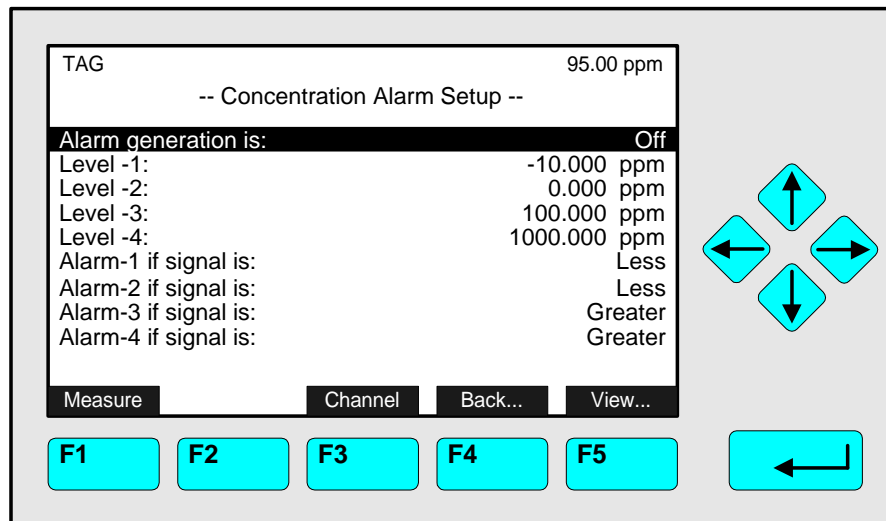 TAG 95.00 ppm
-- Concentration Alarm Setup --
Alarm generation is: Off
Level -1: -10.000 ppm
Level -2: 0.000 ppm
Level -3: 100.000 ppm
Level -4: 1000.000 ppm
Alarm-1 if signal is: Less
Alarm-2 if signal is: Less
Alarm-3 if signal is: Greater
Alarm-4 if signal is: Greater
Measure Channel Back... View...
F1 F2 F3 F4 F5